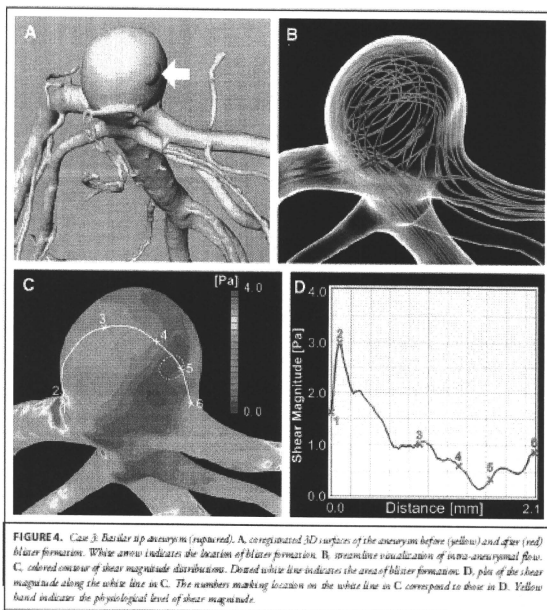 A
B
C
[Pa]
4.0
0.0
1
2
3
4
5
6
D
4.0
3.0
2.0
1.0
0.0
Shear Magnitude [Pa]
2
1
3
4
5
6
0.0
Distance [mm]
2.1
FIGURE 4. Case 3: Basilar tip aneurysm (ruptured). A, coregistrated 3D surfaces of the aneurysm before (yellow) and after (red)
blister formation. White arrow indicates the location of blister formation. B, streamline visualization of intra-aneurysmal flow.
C, colored contour of shear magnitude distributions. Dotted white line indicates the area of blister formation. D, plot of the shear
magnitude along the white line in C. The numbers marking location on the white line in C correspond to those in D. Yellow
band indicates the physiological level of shear magnitude.